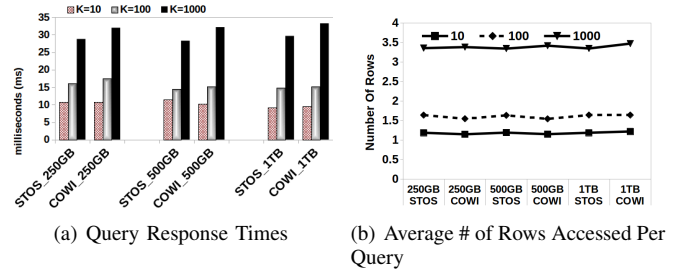 K=10 K=100 K=1000
milliseconds (ms)
35
30
25
20
15
10
5
0
STOS_250GB
COWI_250GB
STOS_500GB
COWI_500GB
STOS_1TB
COWI_1TB
(a) Query Response Times
10 100 1000
Number Of Rows
4
3.5
3
2.5
2
1.5
1
0.5
0
250GB 250GB 500GB 500GB 1TB 1TB
STOS COWI STOS COWI STOS COWI
(b) Average # of Rows Accessed Per
Query